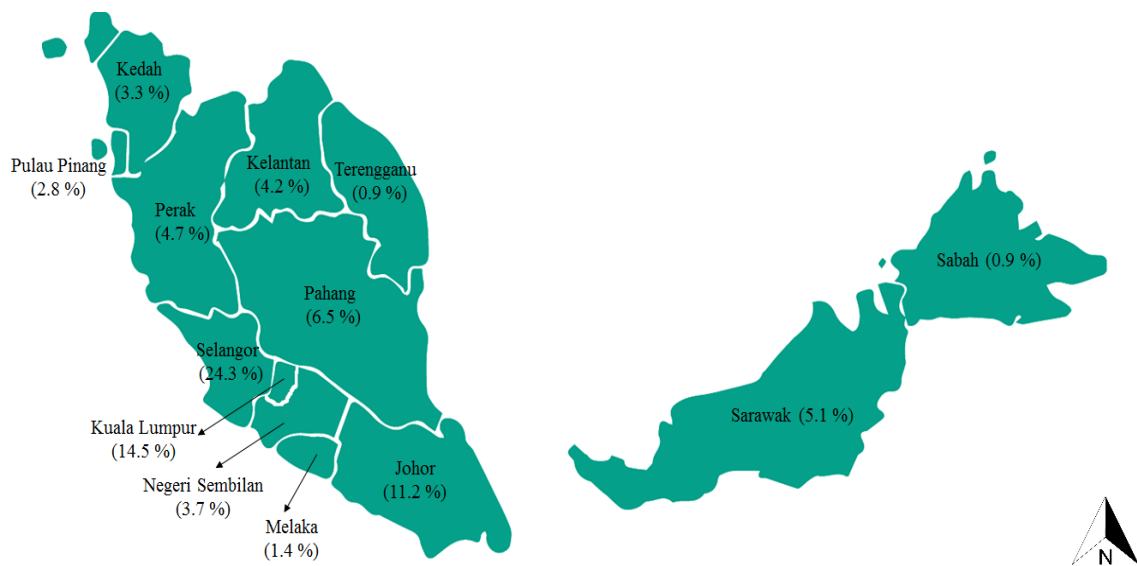 Kedah
(3.3 %)
Pulau Pinang
(2.8 %)
Kelantan
(4.2 %)
Terengganu
(0.9 %)
Perak
(4.7 %)
Pahang
(6.5 %)
Selangor
(24.3 %)
Kuala Lumpur
(14.5 %)
Negeri Sembilan
(3.7 %)
Melaka
(1.4 %)
Johor
(11.2 %)
Sabah (0.9 %)
Sarawak (5.1 %)
N